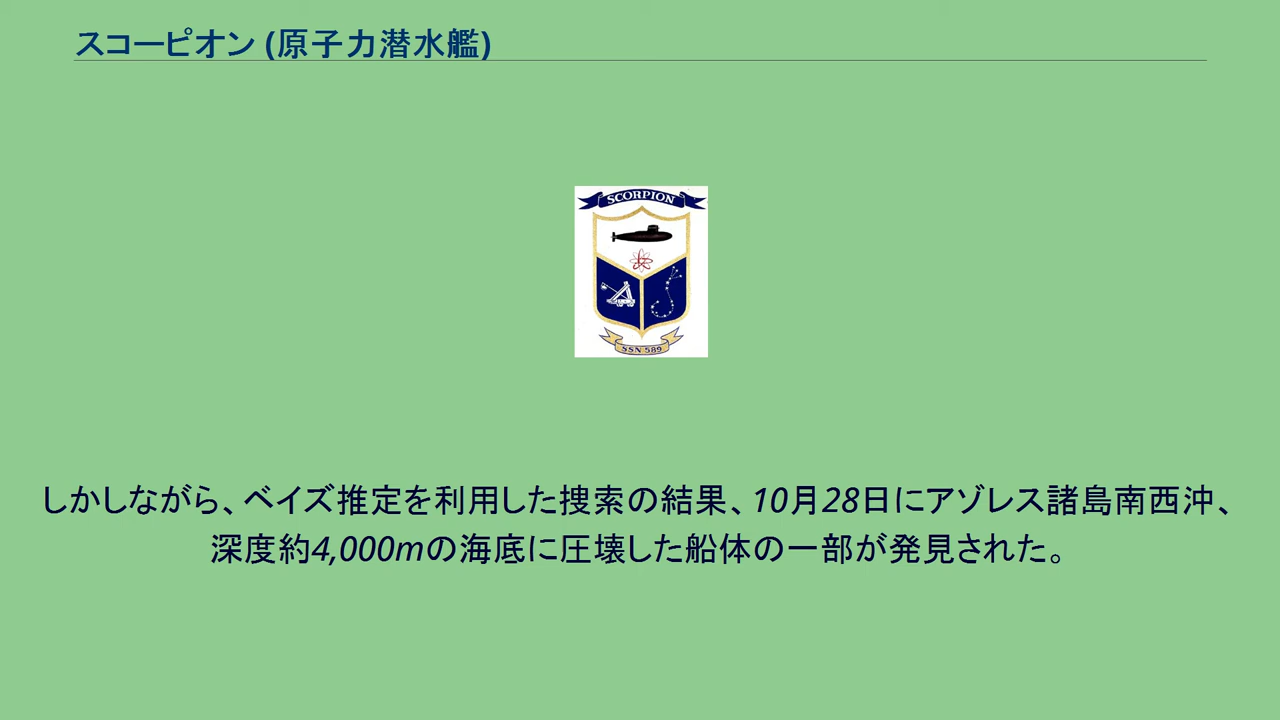 スコーピオン (原子力潜水艦)
SCORPION
SSN 589
しかしながら、ベイズ推定を利用した捜索の結果、10月28日にアゾレス諸島南西沖、
深度約4,000mの海底に圧壊した船体の一部が発見された。